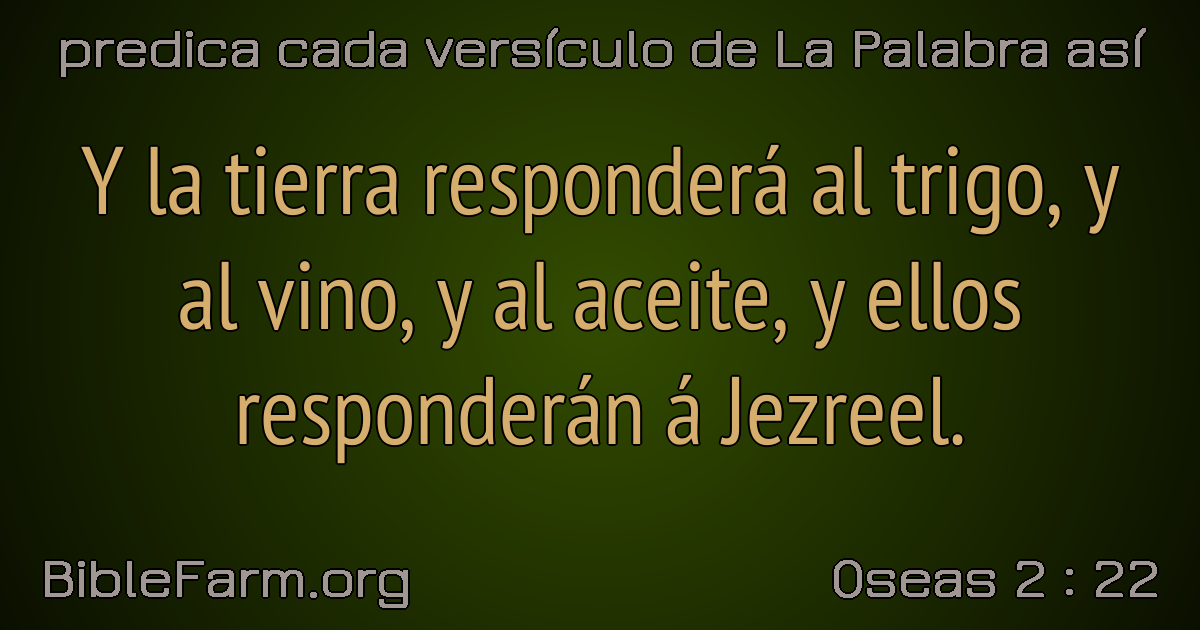 predica cada versículo de La Palabra así
Y la tierra responderá al trigo, y
al vino, y al aceite, y ellos
responderán á Jezreel.
BibleFarm.org
Oseas 2 : 22